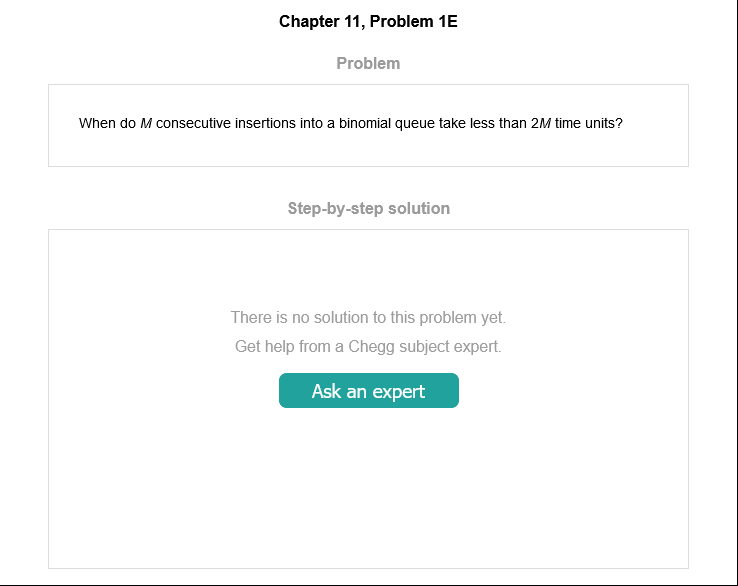 Chapter 11, Problem 1E
Problem
When do M consecutive insertions into a binomial queue take less than 2M time units?
Step-by-step solution
There is no solution to this problem yet.
Get help from a Chegg subject expert.
Ask an expert